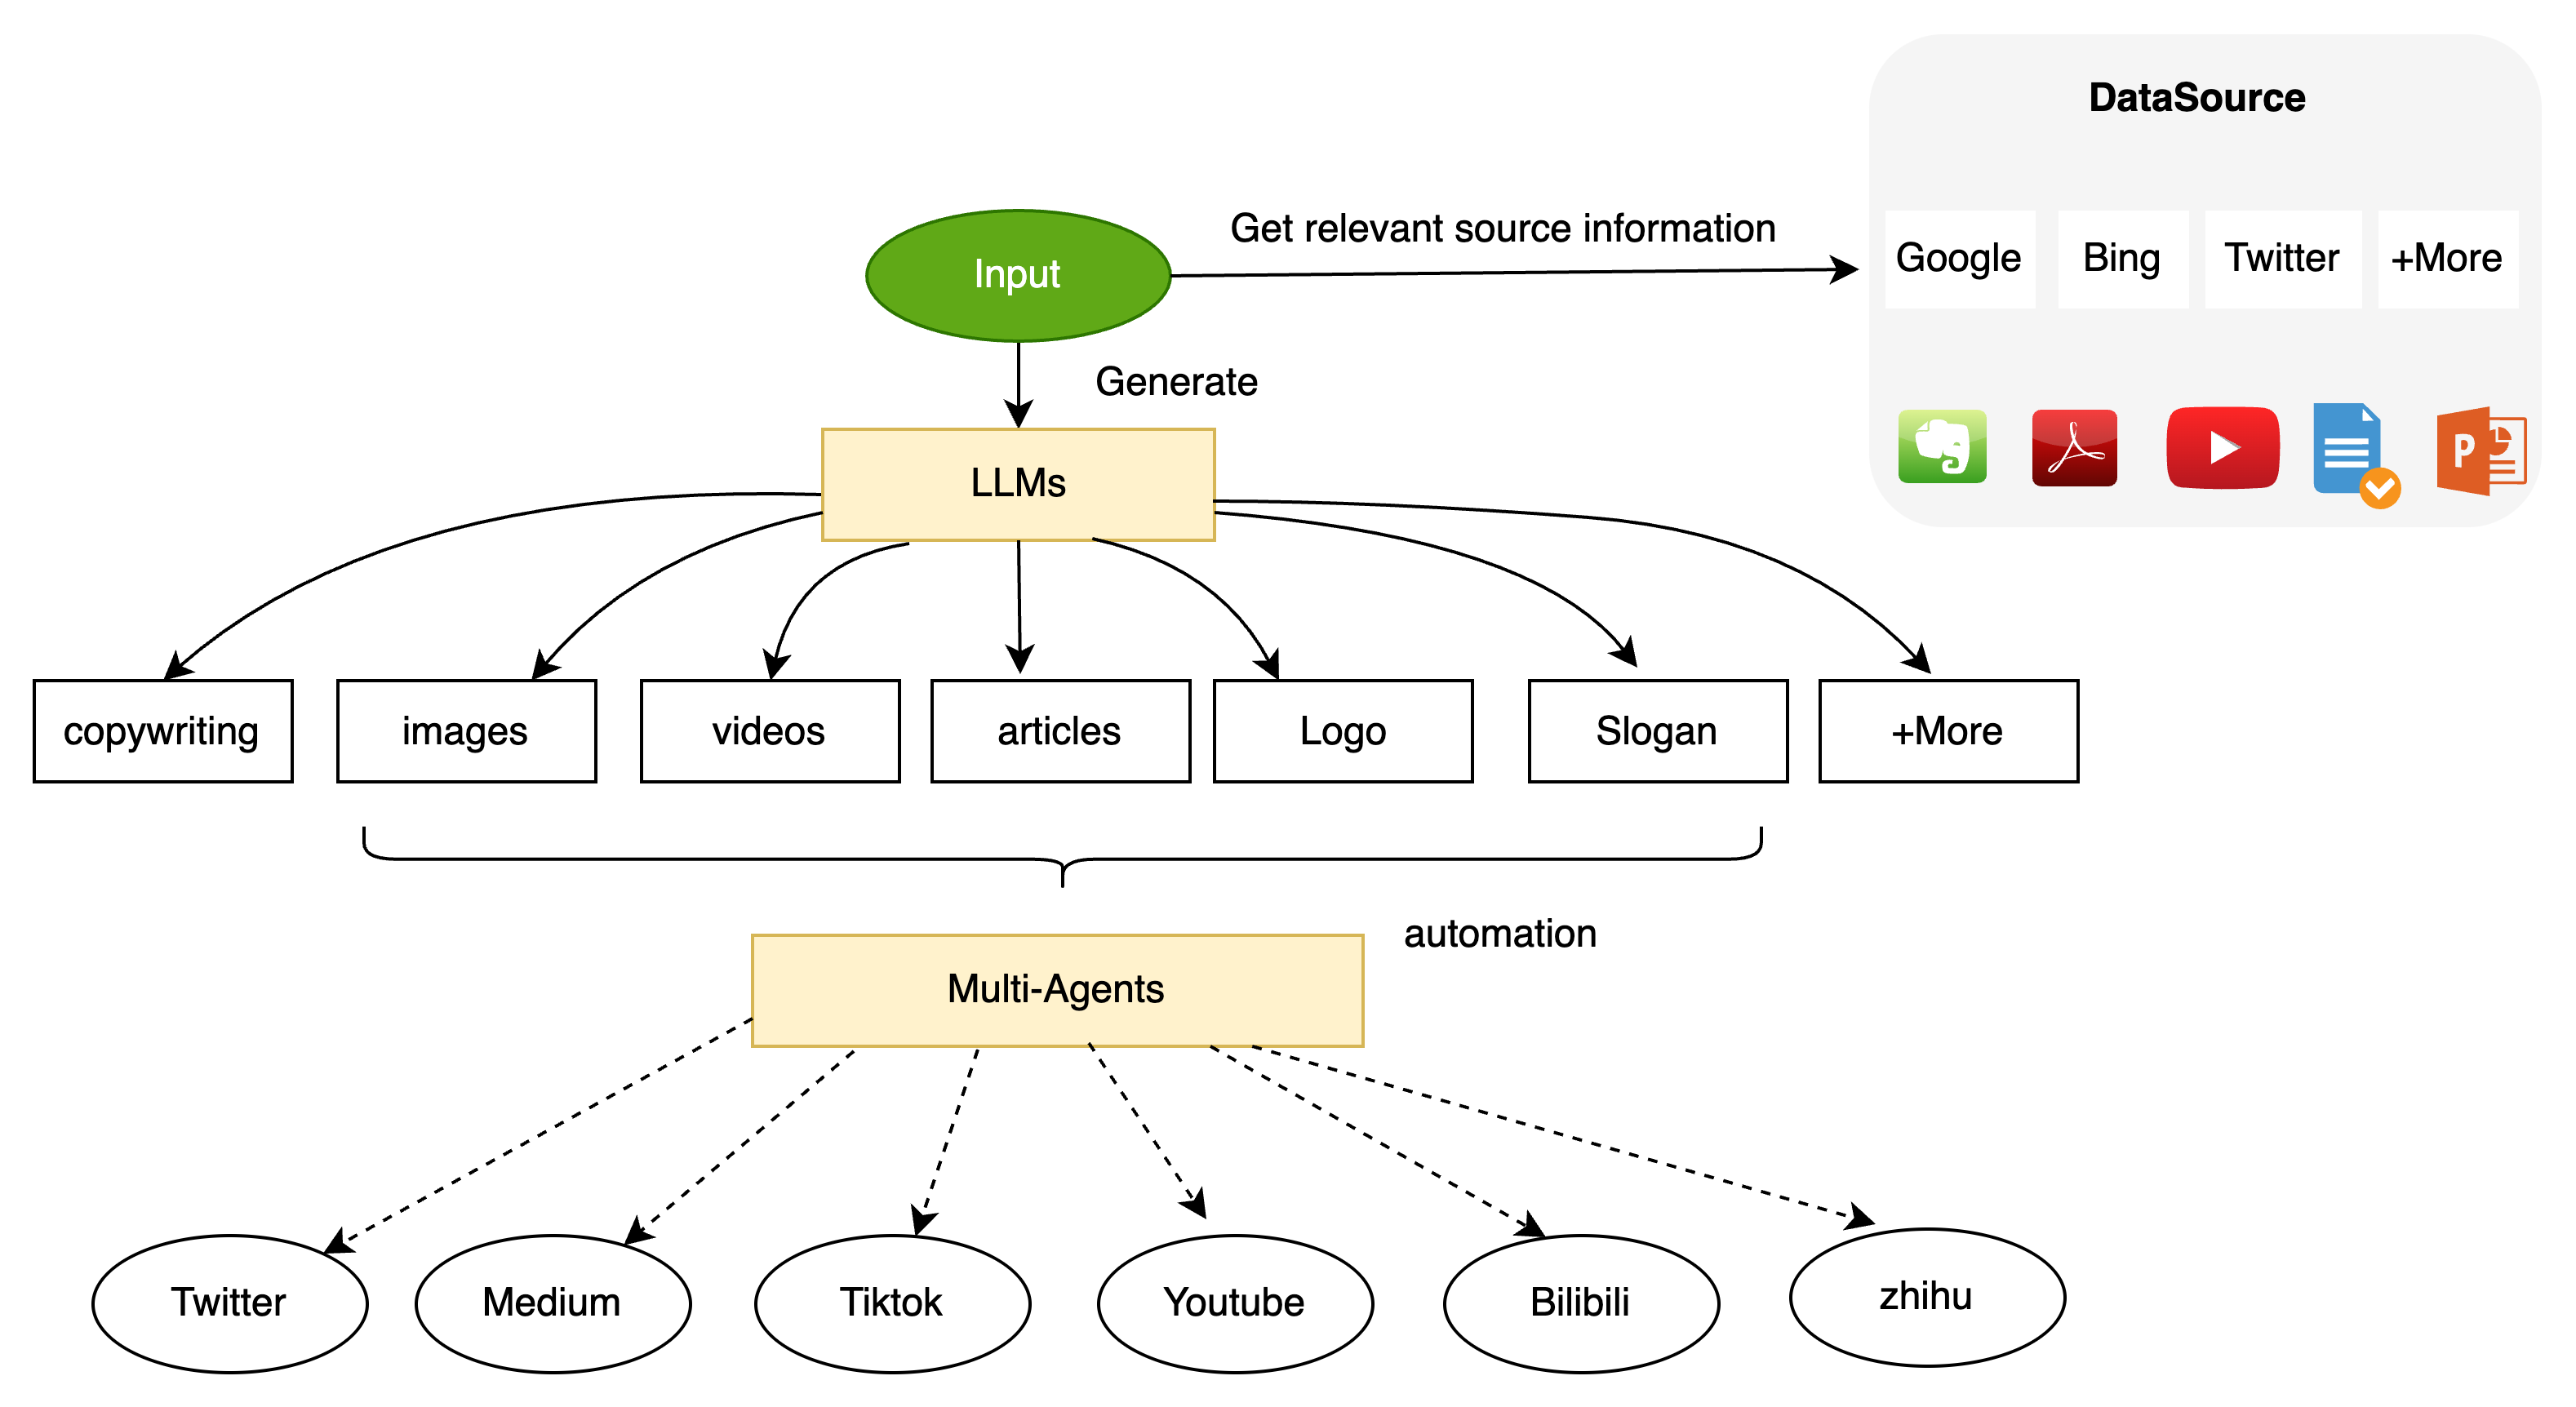 DataSource
Get relevant source information
Input
Google
Bing
Twitter
+More
Generate
P
LLMs
copywriting
images
videos
articles
Logo
Slogan
+More
automation
Multi-Agents
Twitter
Medium
Tiktok
Youtube
Bilibili
zhihu